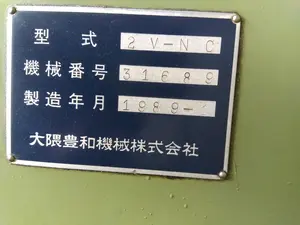 型式 2V-NC
機械番号 31689
製造年月 1989-
大隈豊和機械株式会社